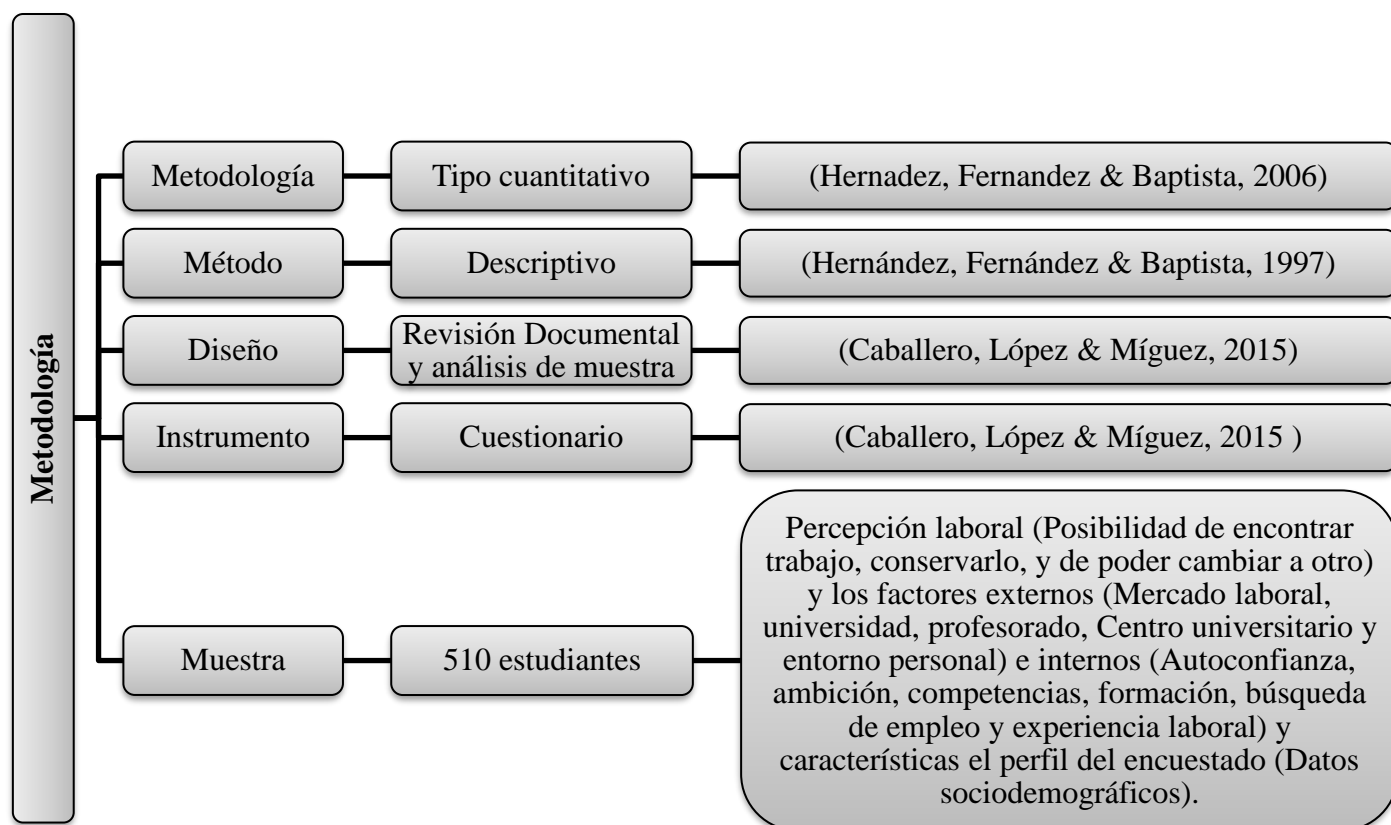 Metodología
Metodología
Tipo cuantitativo
(Hernadez, Fernandez & Baptista, 2006)
Método
Descriptivo
(Hernández, Fernández & Baptista, 1997)
Diseño
Revisión Documental
y análisis de muestra
(Caballero, López & Míguez, 2015)
Instrumento
Cuestionario
(Caballero, López & Míguez, 2015 )
Muestra
510 estudiantes
Percepción laboral (Posibilidad de encontrar
trabajo, conservarlo, y de poder cambiar a otro)
y los factores externos (Mercado laboral,
universidad, profesorado, Centro universitario y
entorno personal) e internos (Autoconfianza,
ambición, competencias, formación, búsqueda
de empleo y experiencia laboral) y
características el perfil del encuestado (Datos
sociodemográficos).